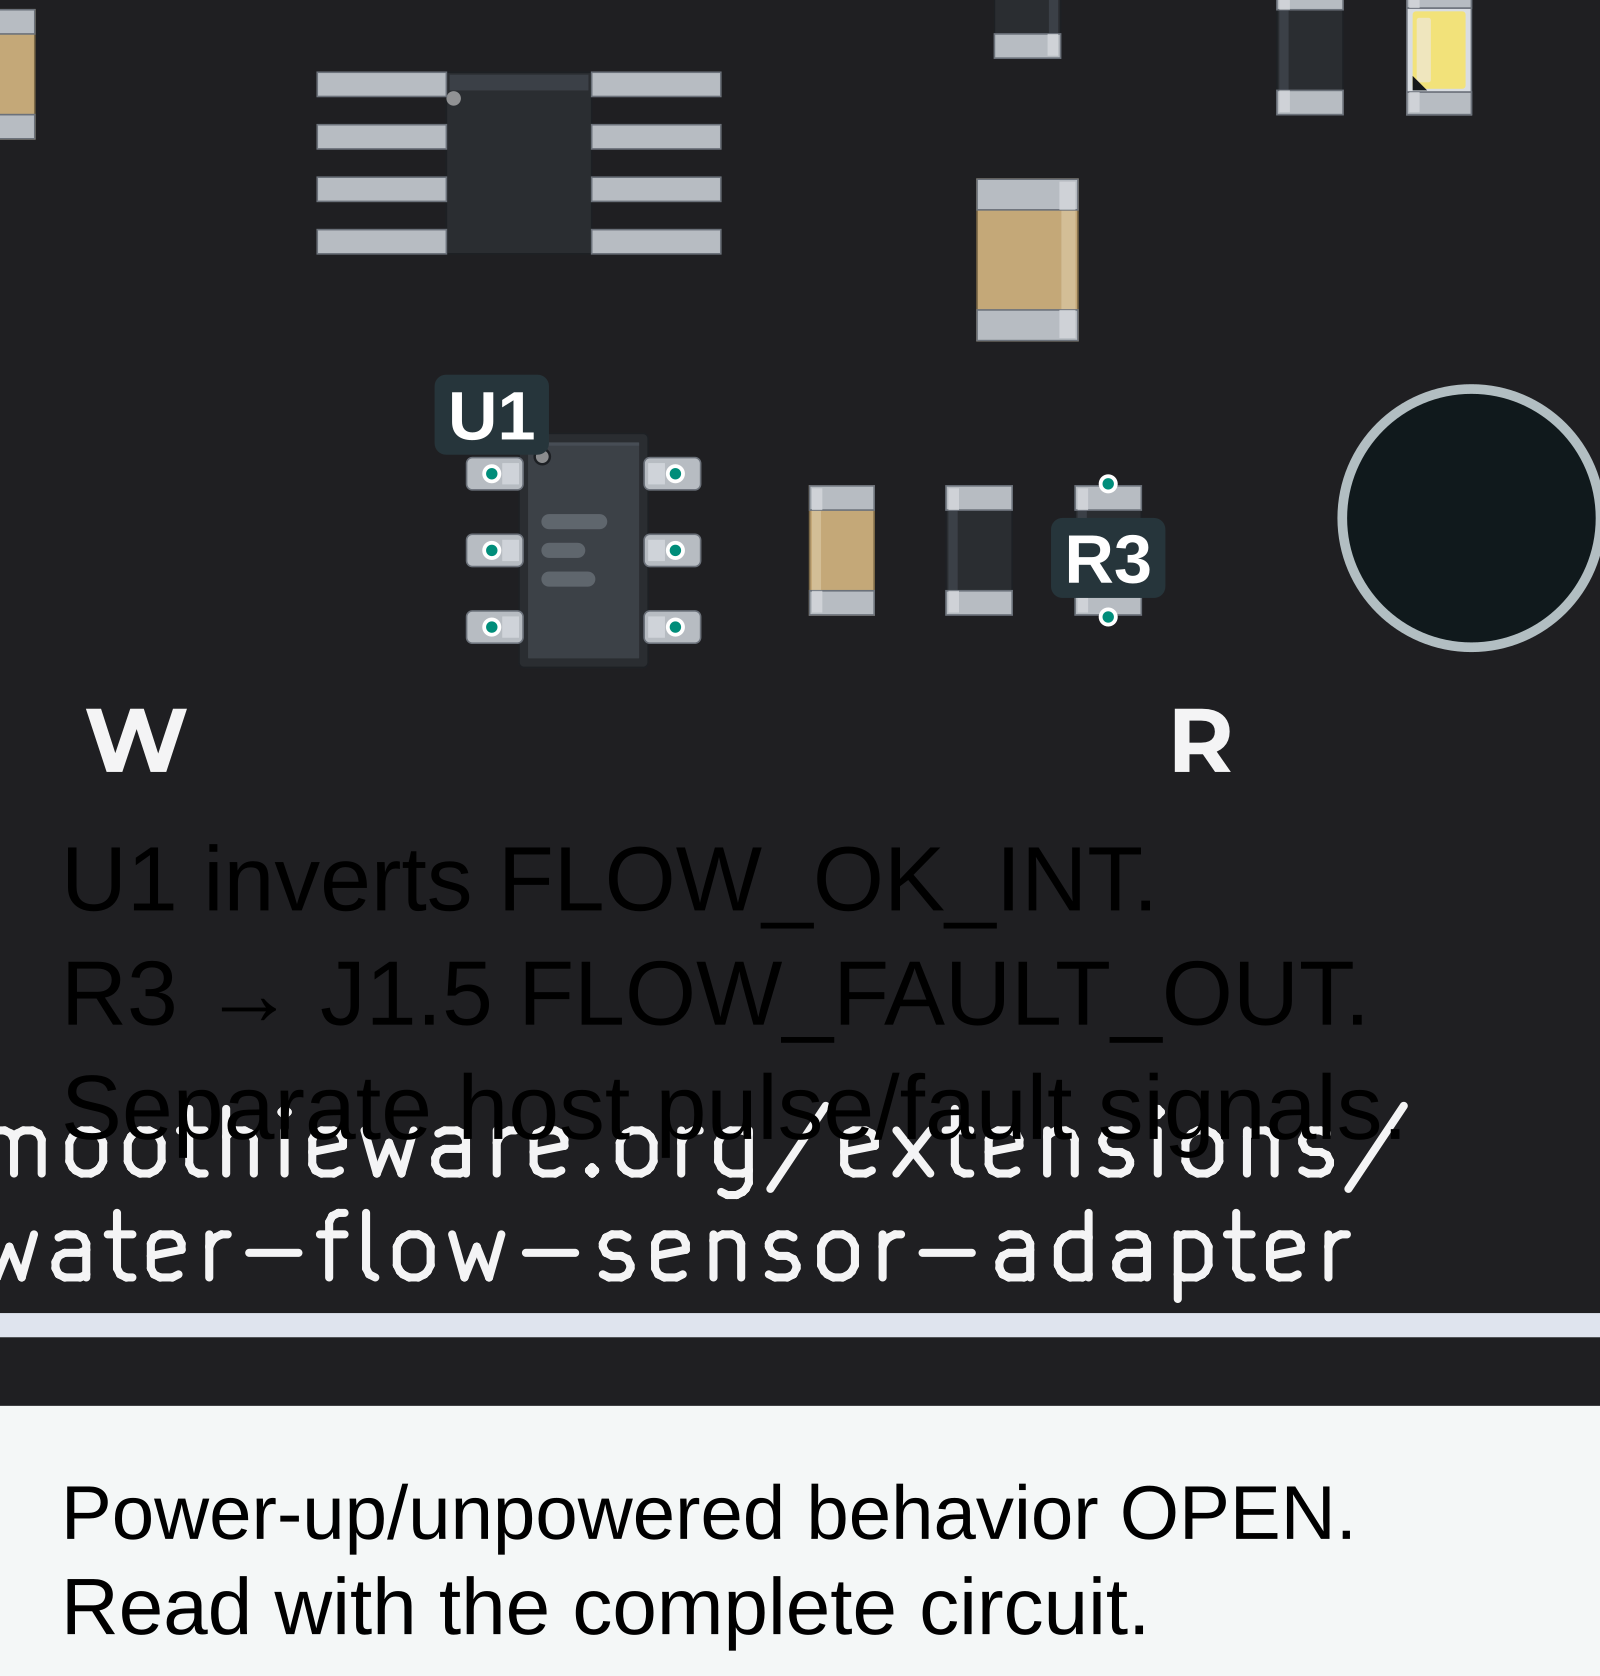 U1
R3
W R
U1 inverts FLOW_OK_INT.
R3 → J1.5 FLOW_FAULT_OUT.
Separate host pulse/fault signals.
moothieware.org/extensions/
water-flow-sensor-adapter
Power-up/unpowered behavior OPEN.
Read with the complete circuit.